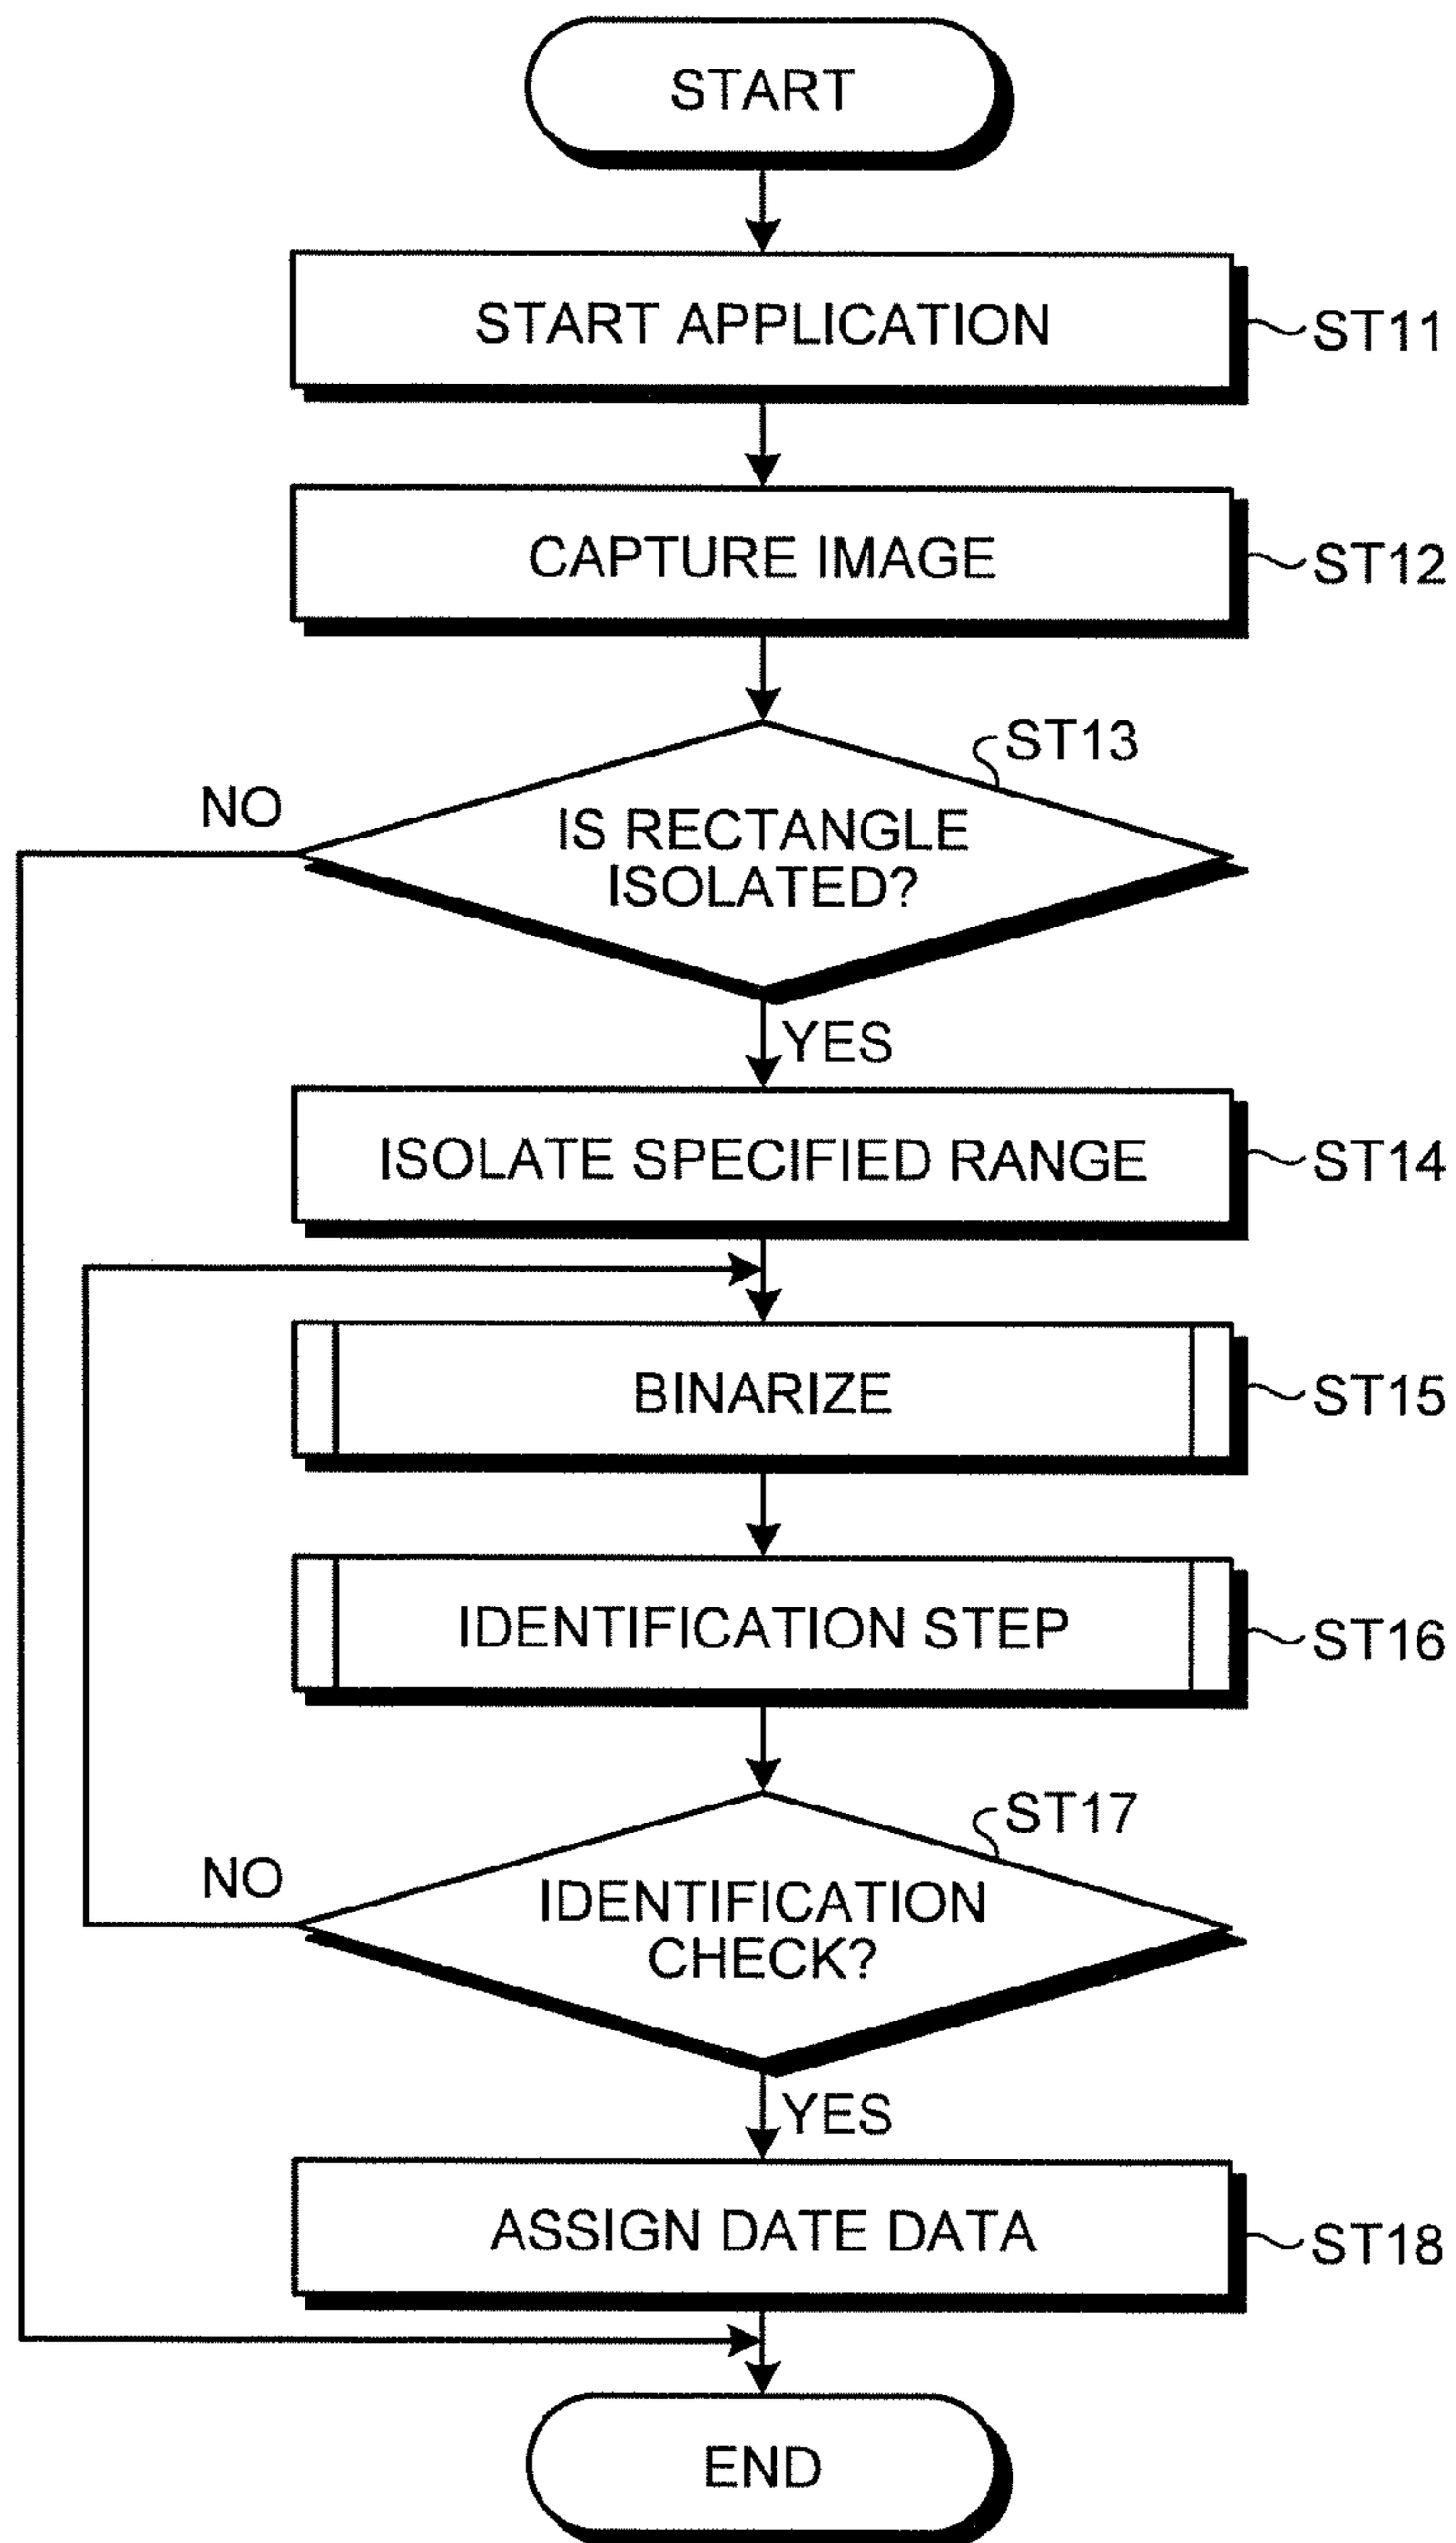 START
START APPLICATION
ST11
CAPTURE IMAGE
ST12
ST13
NO
IS RECTANGLE
ISOLATED?
YES
ISOLATE SPECIFIED RANGE
ST14
BINARIZE
ST15
IDENTIFICATION STEP
ST16
ST17
NO
IDENTIFICATION
CHECK?
YES
ASSIGN DATE DATA
ST18
END